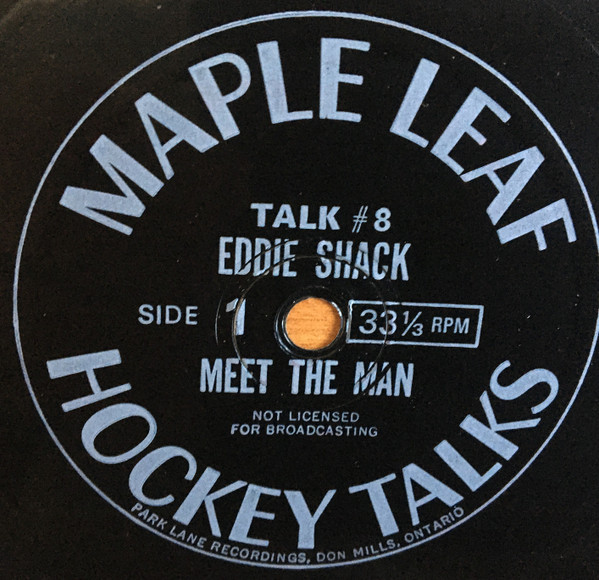 MAPLE LEAF
TALK #8
EDDIE SHACK
SIDE 1
33⅓ RPM
MEET THE MAN
NOT LICENSED
FOR BROADCASTING
HOCKEY TALKS
PARK LANE RECORDINGS, DON MILLS, ONTARIO